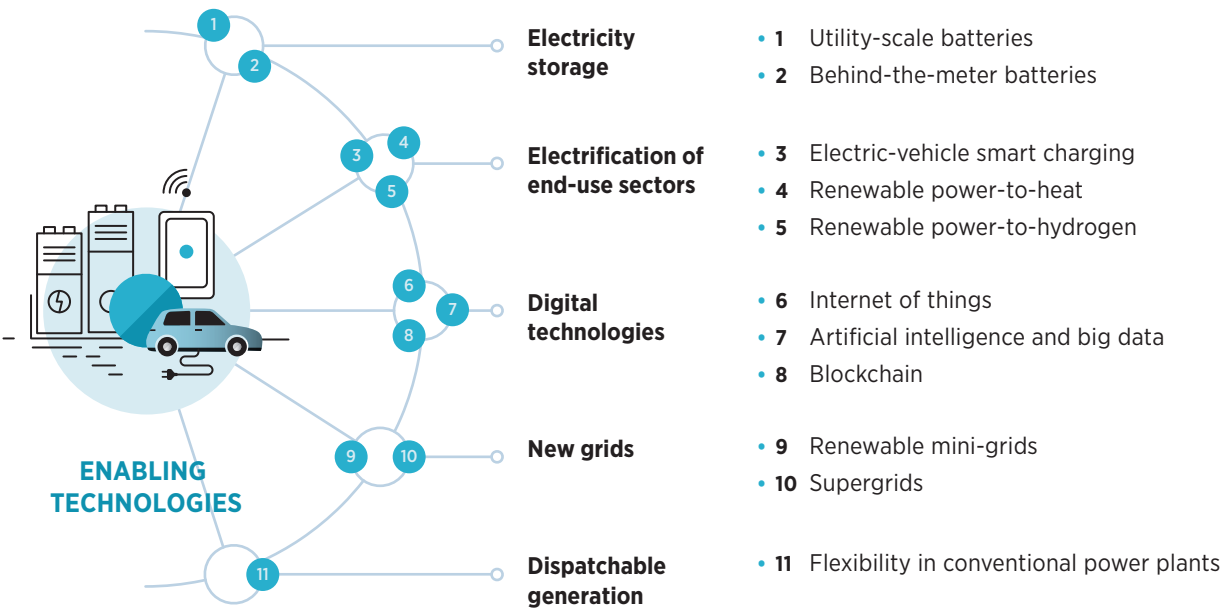 1
2
Electricity
storage
• 1 Utility-scale batteries
• 2 Behind-the-meter batteries
3
4
5
Electrification of
end-use sectors
• 3 Electric-vehicle smart charging
• 4 Renewable power-to-heat
• 5 Renewable power-to-hydrogen
6
7
8
Digital
technologies
• 6 Internet of things
• 7 Artificial intelligence and big data
• 8 Blockchain
9
10
New grids
• 9 Renewable mini-grids
• 10 Supergrids
ENABLING
TECHNOLOGIES
11
Dispatchable
generation
• 11 Flexibility in conventional power plants